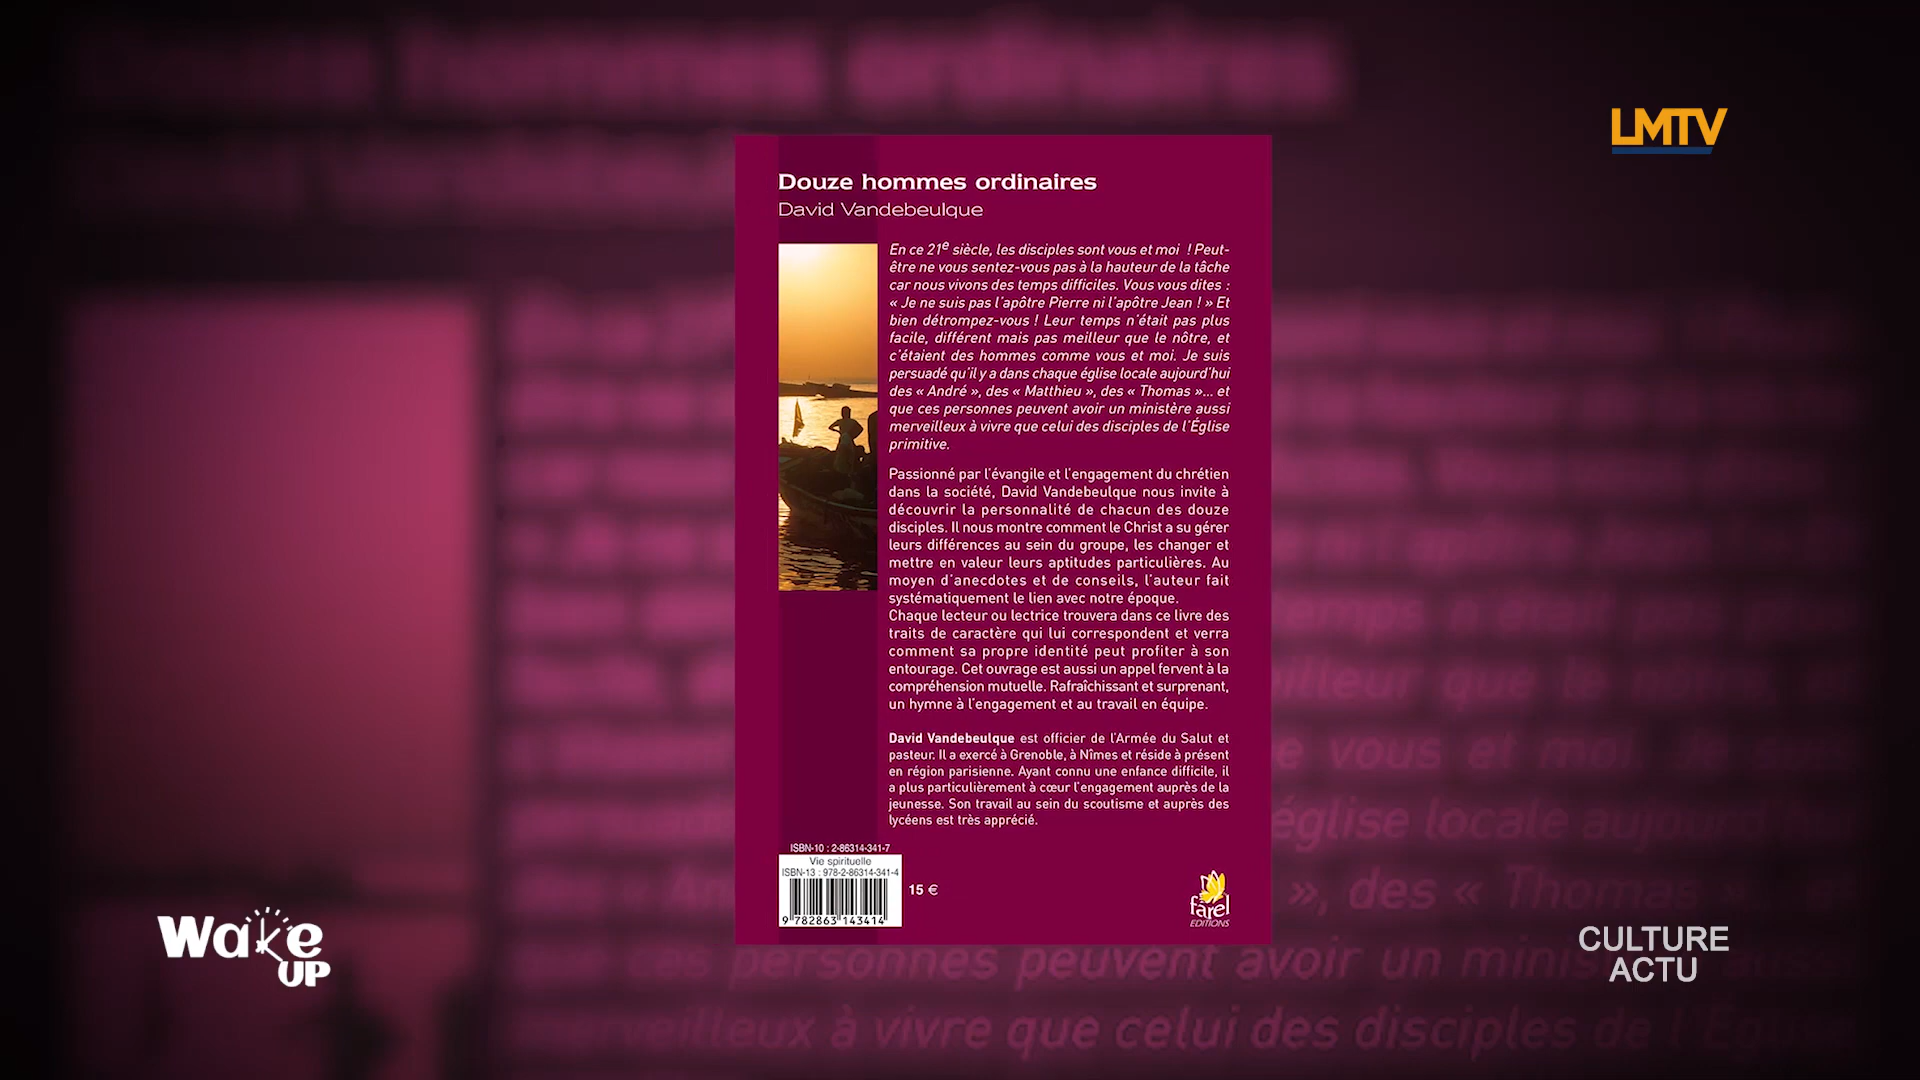 LMTV
Douze hommes ordinaires
David Vandebeulque
En ce 21e siècle, les disciples sont vous et moi ! Peut-
être ne vous sentez-vous pas à la hauteur de la tâche
car nous vivons des temps difficiles. Vous vous dites :
« Je ne suis pas l'apôtre Pierre ni l'apôtre Jean ! » Et
bien détrompez-vous ! Leur temps n'était pas plus
facile, différent mais pas meilleur que le nôtre, et
c'étaient des hommes comme vous et moi. Je suis
persuadé qu'il y a dans chaque église locale aujourd'hui
des « André », des « Matthieu », des « Thomas »... et
que ces personnes peuvent avoir un ministère aussi
merveilleux à vivre que celui des disciples de l'Église
primitive.
Passionné par l'évangile et l'engagement du chrétien
dans la société, David Vandebeulque nous invite à
découvrir la personnalité de chacun des douze
disciples. Il nous montre comment le Christ a su gérer
leurs différences au sein du groupe, les changer et
mettre en valeur leurs aptitudes particulières. Au
moyen d'anecdotes et de conseils, l'auteur fait
systématiquement le lien avec notre époque.
Chaque lecteur ou lectrice trouvera dans ce livre des
traits de caractère qui lui correspondent et verra
comment sa propre identité peut profiter à son
entourage. Cet ouvrage est aussi un appel fervent à la
compréhension mutuelle. Rafraîchissant et surprenant,
un hymne à l'engagement et au travail en équipe.
David Vandebeulque est officier de l'Armée du Salut et
pasteur. Il a exercé à Grenoble, à Nîmes et réside à présent
en région parisienne. Ayant connu une enfance difficile, il
a plus particulièrement à cœur l'engagement auprès de la
jeunesse. Son travail au sein du scoutisme et auprès des
lycéens est très apprécié.
ISBN-10 : 2-86314-341-7
Vie spirituelle
ISBN-13 : 978-2-86314-341-4
9 782863 143414
15 €
farel
EDITIONS
Wake
UP
CULTURE
ACTU